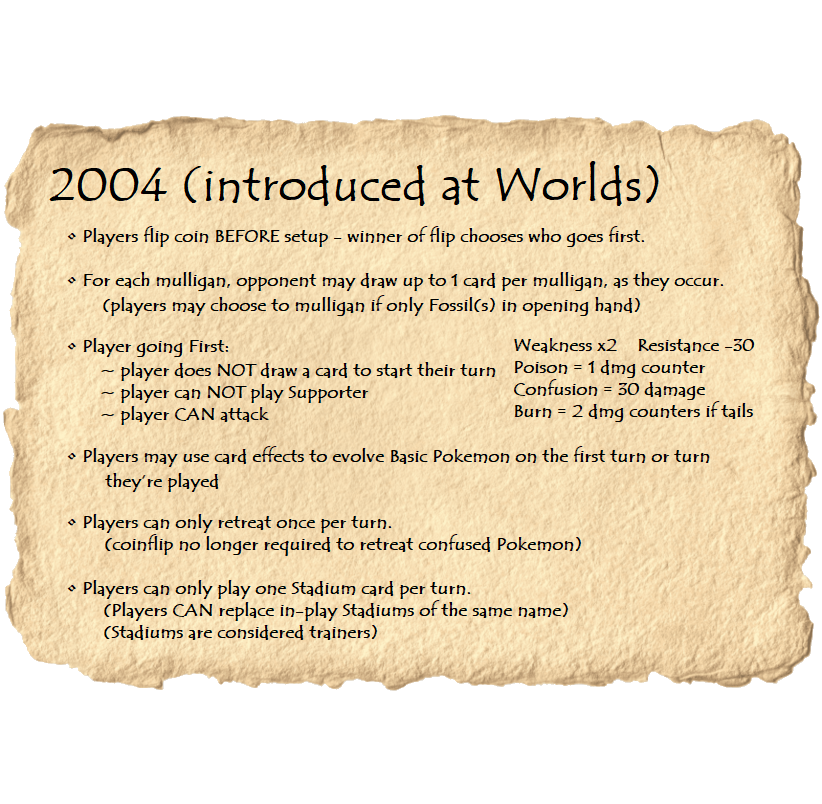 2004 (introduced at Worlds)
⋄ Players flip coin BEFORE setup - winner of flip chooses who goes first.
⋄ For each mulligan, opponent may draw up to 1 card per mulligan, as they occur.
(players may choose to mulligan if only Fossil(s) in opening hand)
⋄ Player going First:
~ player does NOT draw a card to start their turn
~ player can NOT play Supporter
~ player CAN attack
Weakness x2 Resistance -30
Poison = 1 dmg counter
Confusion = 30 damage
Burn = 2 dmg counters if tails
⋄ Players may use card effects to evolve Basic Pokemon on the first turn or turn
they're played
⋄ Players can only retreat once per turn.
(coinflip no longer required to retreat confused Pokemon)
⋄ Players can only play one Stadium card per turn.
(Players CAN replace in-play Stadiums of the same name)
(Stadiums are considered trainers)